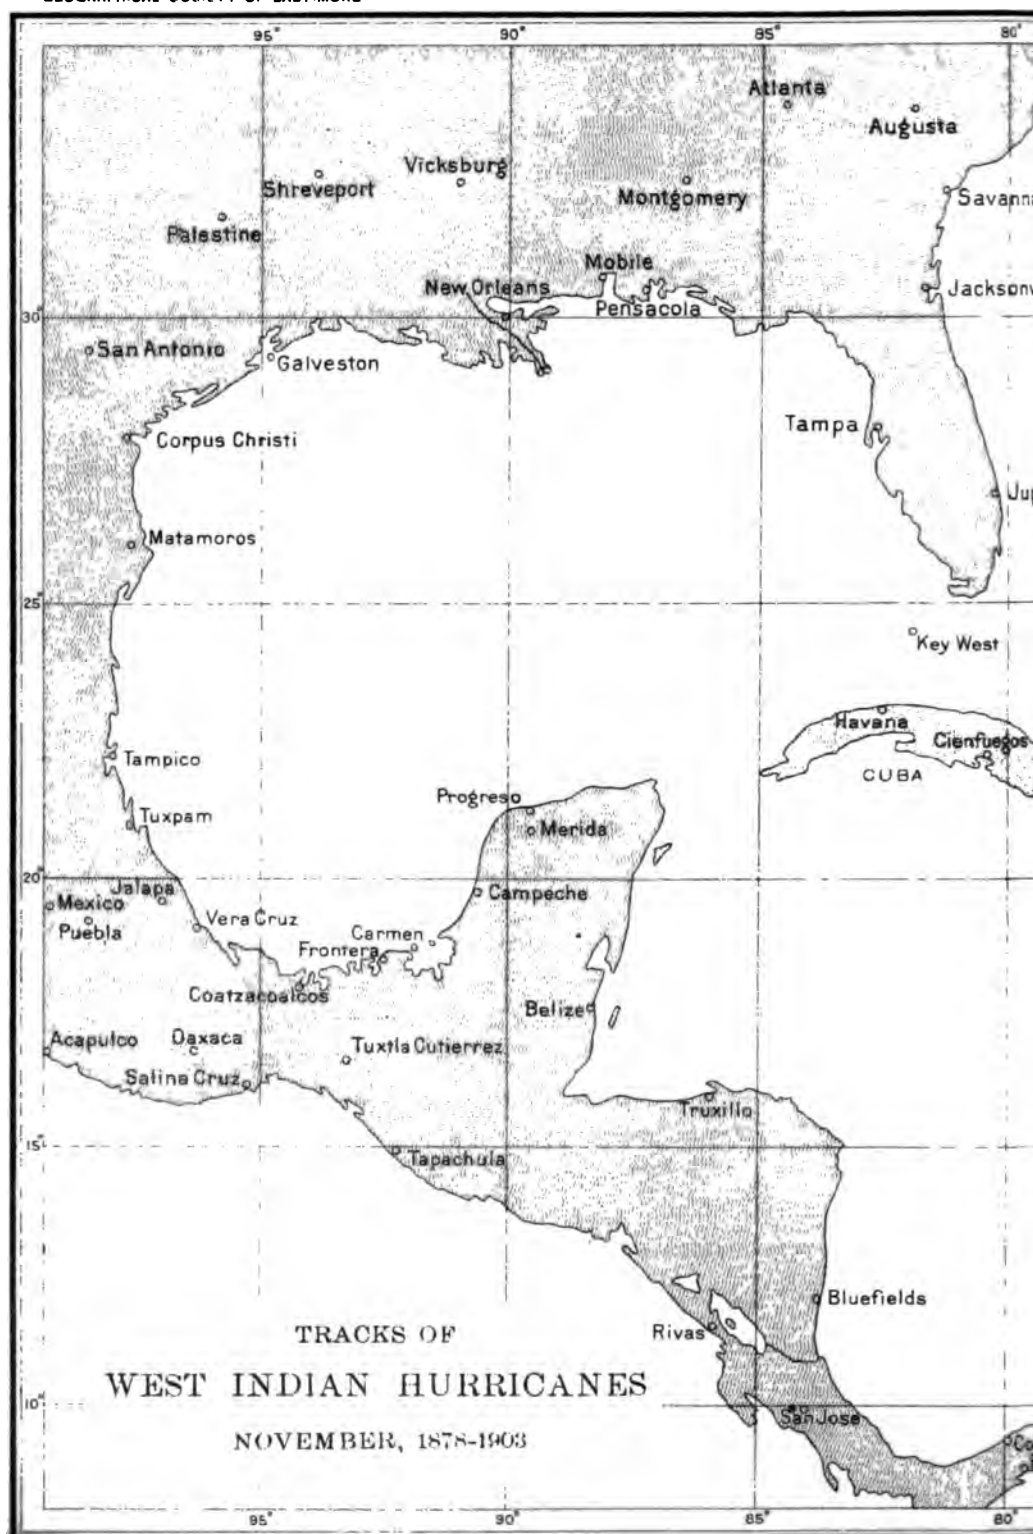 95°
90°
85°
80°
Atlanta
Augusta
Vicksburg
Shreveport
Montgomery
Palestine
Mobile
New Orleans
Pensacola
30°
San Antonio
Galveston
Corpus Christi
Tampa
Matamoros
25°
Key West
Havana
Cienfuegos
CUBA
Tampico
Progreso
Tuxpam
Merida
20°
Jalapa
Mexico
Campeche
Puebla
Vera Cruz
Carmen
Frontera
Coatzacoalcos
Belize
Acapulco
Oaxaca
Tuxtla Cutierrez
Salina Cruz
Truxillo
15°
Tapachula
Bluefields
Rivas
TRACKS OF
WEST INDIAN HURRICANES
10°
San Jose
NOVEMBER, 1878-1903
95°
90°
85°
80°